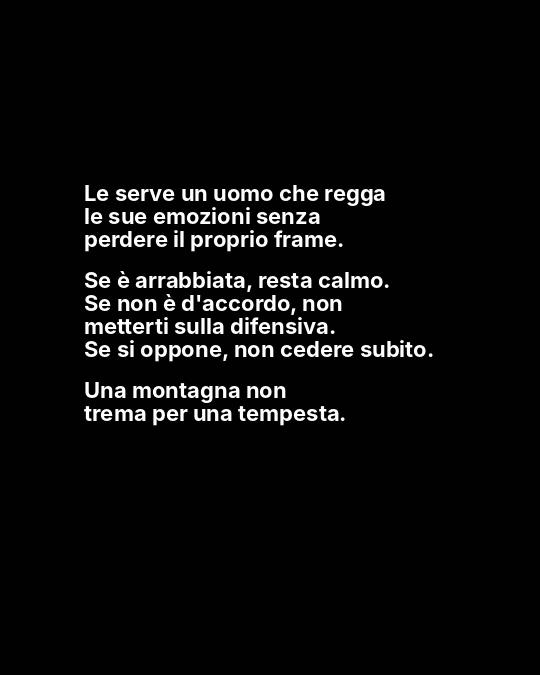 Le serve un uomo che regga
le sue emozioni senza
perdere il proprio frame.
Se è arrabbiata, resta calmo.
Se non è d'accordo, non
metterti sulla difensiva.
Se si oppone, non cedere subito.
Una montagna non
trema per una tempesta.